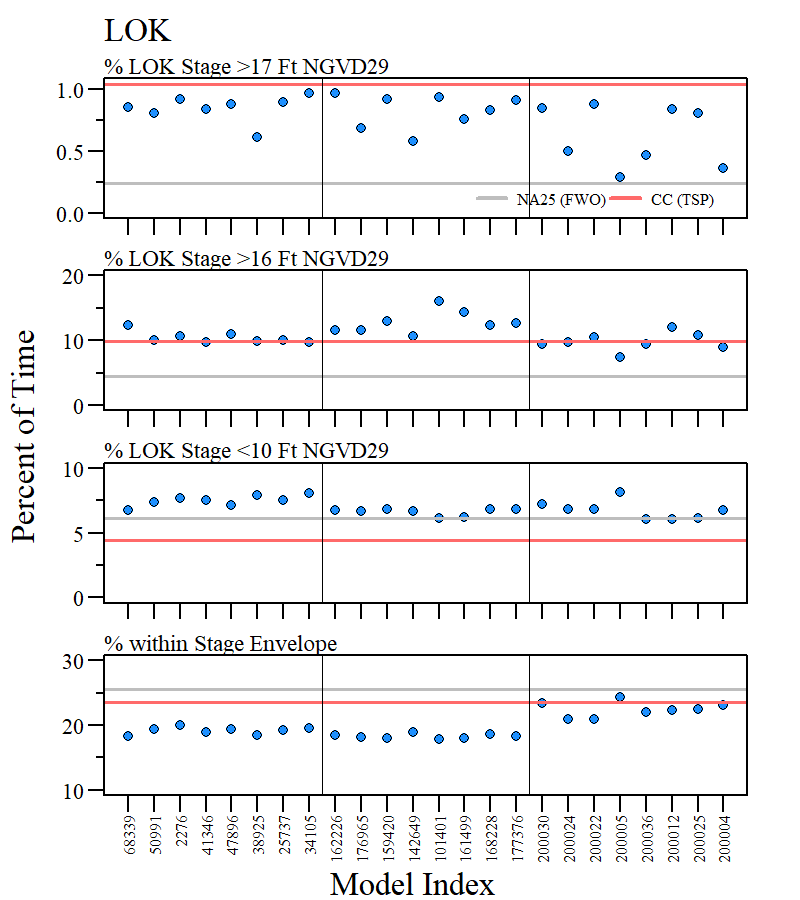 LOK
% LOK Stage >17 Ft NGVD29
1.0
0.5
0.0
NA25 (FWO) CC (TSP)
% LOK Stage >16 Ft NGVD29
20
10
0
% LOK Stage <10 Ft NGVD29
10
5
0
% within Stage Envelope
30
20
10
Percent of Time
68339 50991 2276 41346 47896 38925 25737 34105 162226 176965 159420 142649 101401 161499 168228 177376 200030 200024 200022 200005 200036 200012 200025 200004
Model Index